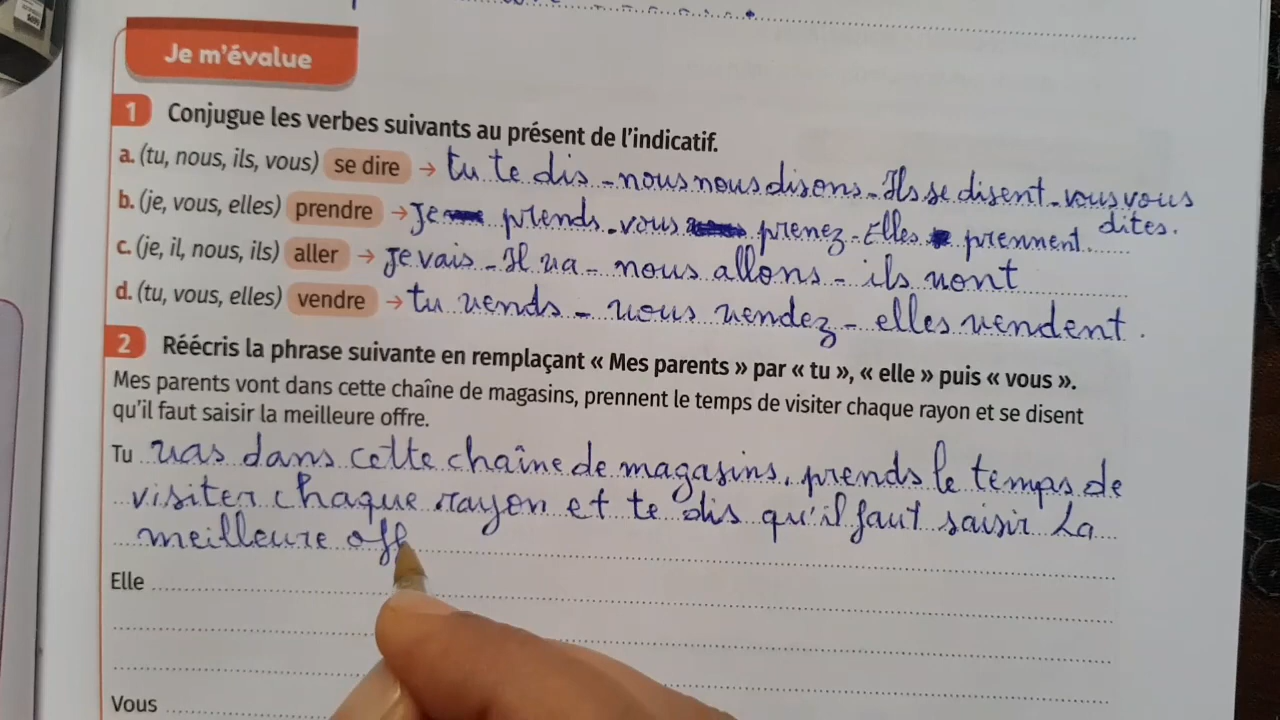 Je m'évalue
1 Conjugue les verbes suivants au présent de l'indicatif.
a. (tu, nous, ils, vous) se dire → tu te dis - nous nous disons - Ils se disent - vous vous
dites.
b. (je, vous, elles) prendre → Je prends - vous prenez - Elles prennent.
c. (je, il, nous, ils) aller → Je vais - Il va - nous allons - ils vont
d. (tu, vous, elles) vendre → tu vends - vous vendez - elles vendent.
2 Réécris la phrase suivante en remplaçant « Mes parents » par « tu », « elle » puis « vous ».
Mes parents vont dans cette chaîne de magasins, prennent le temps de visiter chaque rayon et se disent
qu'il faut saisir la meilleure offre.
Tu vas dans cette chaîne de magasins, prends le temps de
visiter chaque rayon et te dis qu'il faut saisir la
meilleure off
Elle
Vous